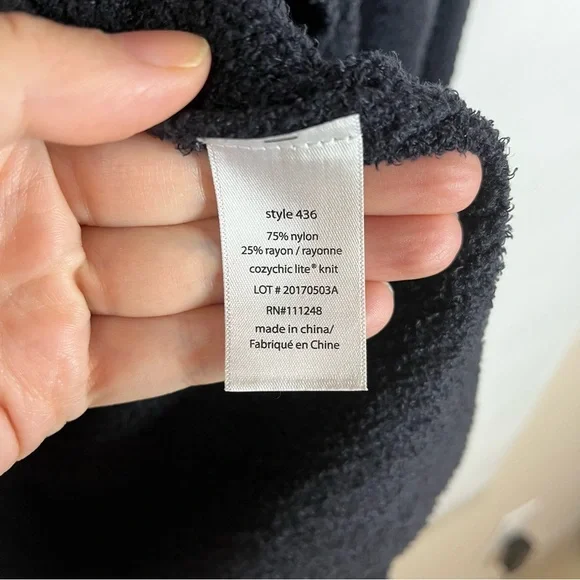 style 436
75% nylon
25% rayon / rayonne
cozychic lite® knit
LOT # 20170503A
RN#111248
made in china/
Fabriqué en Chine